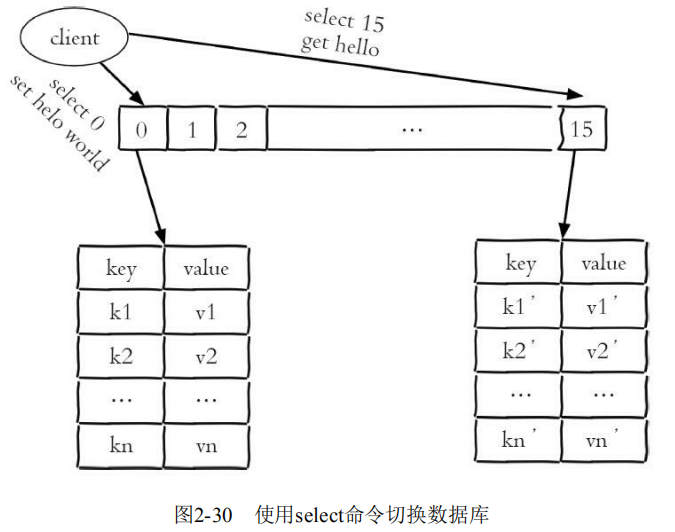 client
select 15
get hello
select 0
set helo world
0 1 2 … 15
key value
k1 v1
k2 v2
… …
kn vn
key value
k1′ v1′
k2′ v2′
… …
kn′ vn′
图2-30 使用select命令切换数据库